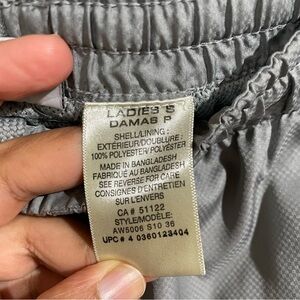 LADIES S
DAMAS P
SHELL/LINING:
EXTÉRIEUR/DOUBLURE:
100% POLYESTER/POLYÉSTER
MADE IN BANGLADESH
FABRIQUÉ AU BANGLADESH
SEE REVERSE FOR CARE
CONSIGNES D'ENTRETIEN
SUR L'ENVERS
CA # 51122
STYLE/MODÈLE:
AW5006 S10 36
UPC # 4 0360123404